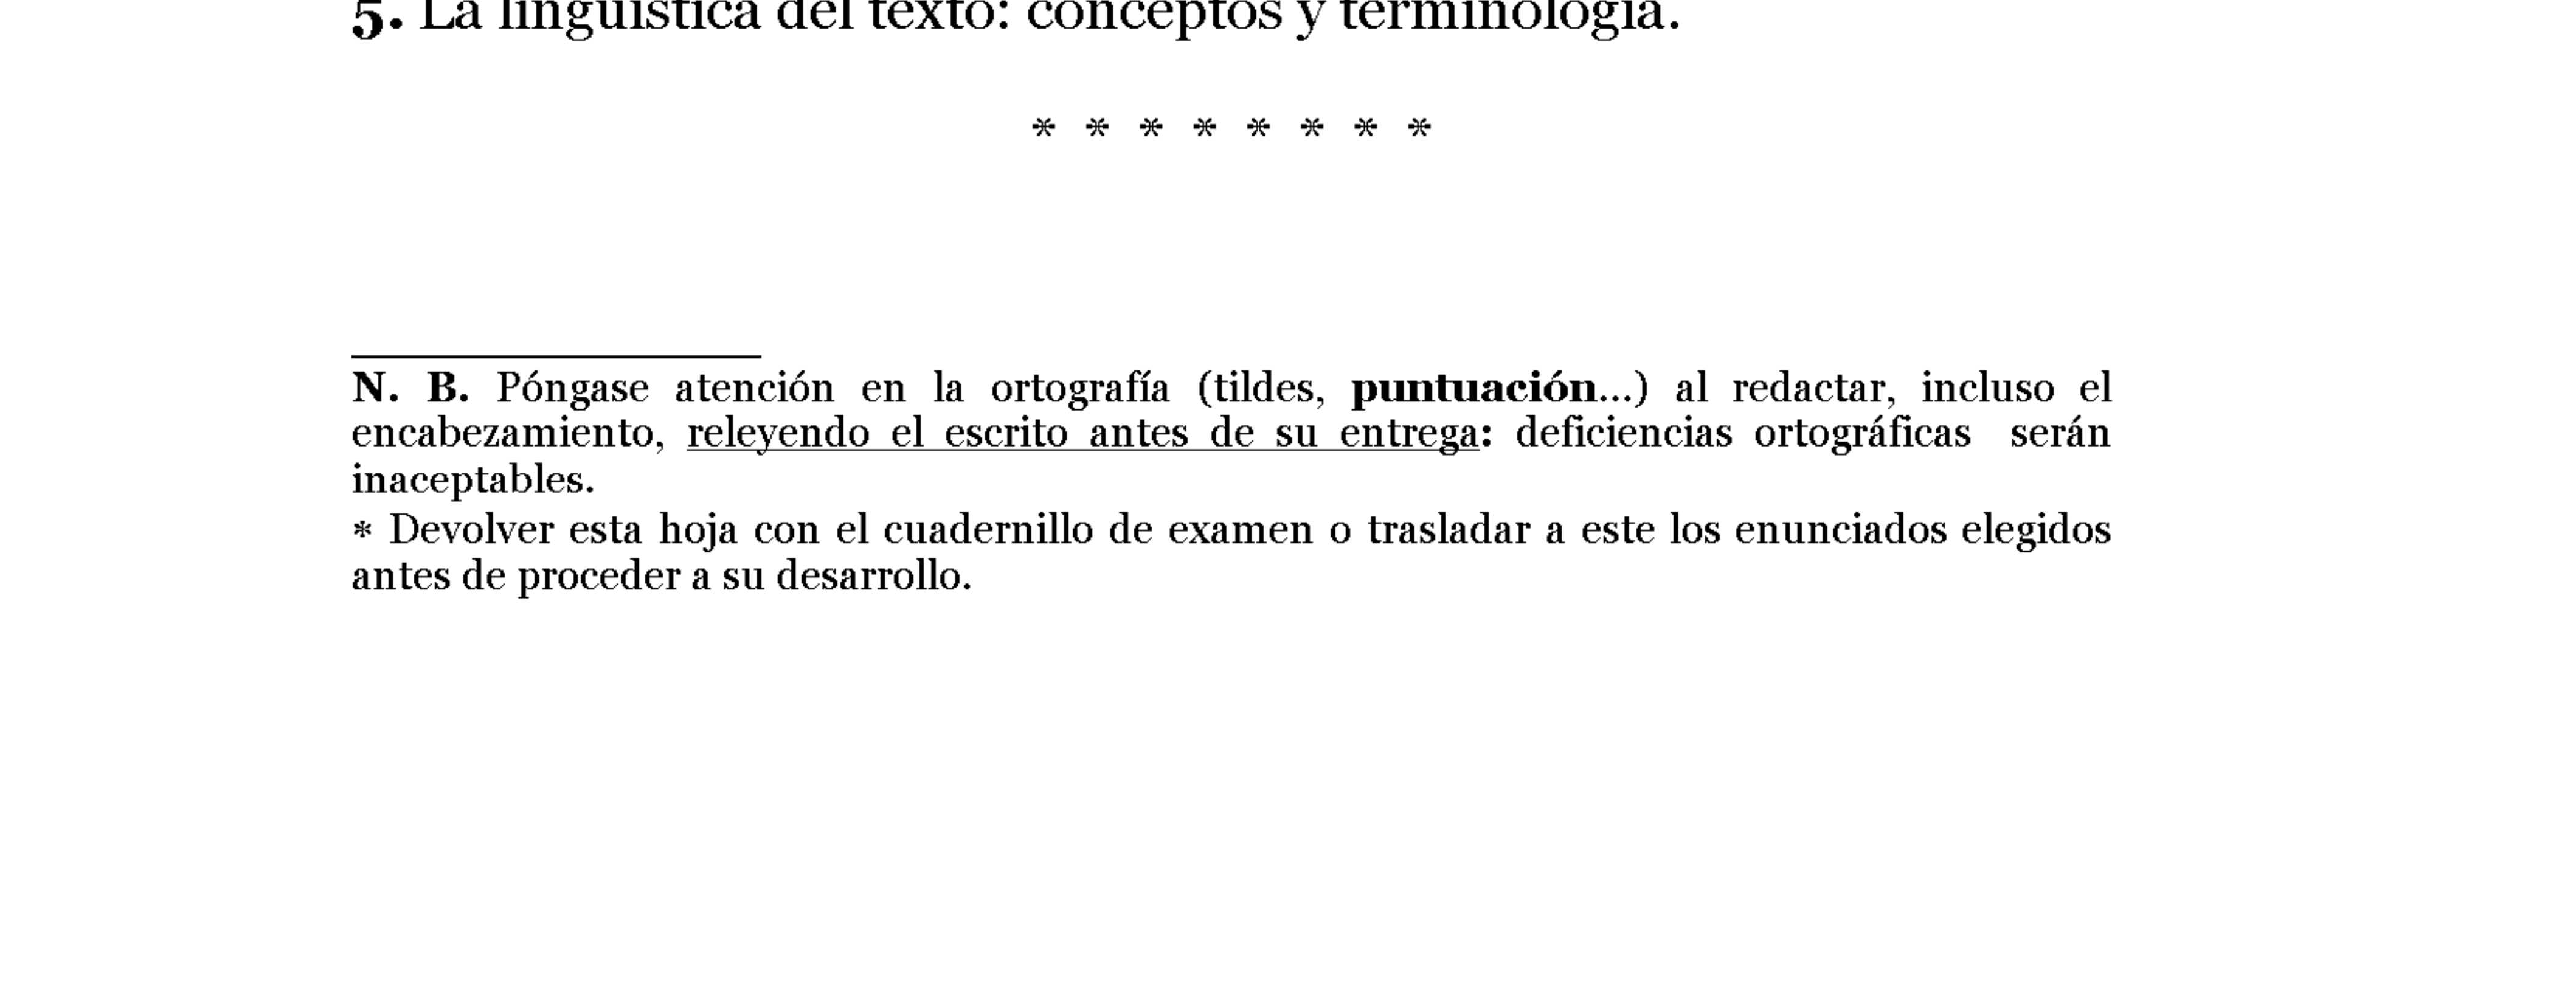 5. La lingüística del texto: conceptos y terminología.
* * * * * * * *
N. B. Póngase atención en la ortografía (tildes, puntuación...) al redactar, incluso el
encabezamiento, releyendo el escrito antes de su entrega: deficiencias ortográficas serán
inaceptables.
* Devolver esta hoja con el cuadernillo de examen o trasladar a este los enunciados elegidos
antes de proceder a su desarrollo.